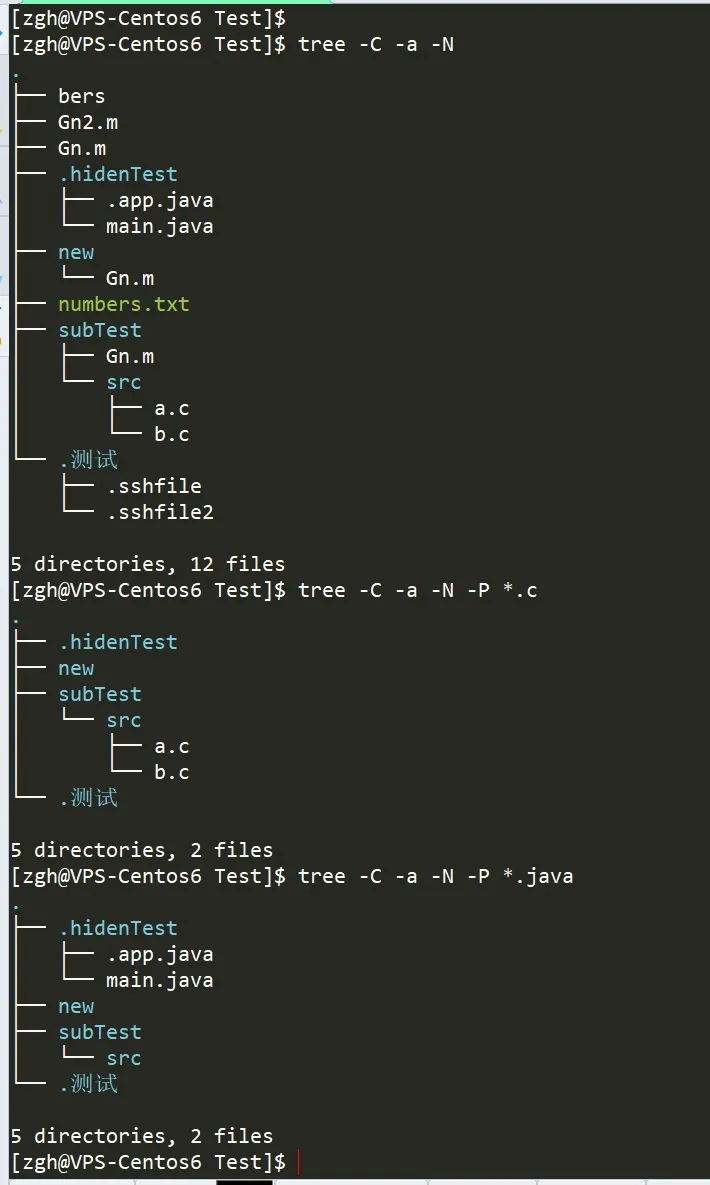 [zgh@VPS-Centos6 Test]$
[zgh@VPS-Centos6 Test]$ tree -C -a -N
.
├── bers
├── Gn2.m
├── Gn.m
├── .hidenTest
│   ├── .app.java
│   └── main.java
├── new
│   └── Gn.m
├── numbers.txt
├── subTest
│   ├── Gn.m
│   └── src
│       ├── a.c
│       └── b.c
└── .测试
    ├── .sshfile
    └── .sshfile2
5 directories, 12 files
[zgh@VPS-Centos6 Test]$ tree -C -a -N -P *.c
.
├── .hidenTest
├── new
├── subTest
│   └── src
│       ├── a.c
│       └── b.c
└── .测试
5 directories, 2 files
[zgh@VPS-Centos6 Test]$ tree -C -a -N -P *.java
.
├── .hidenTest
│   ├── .app.java
│   └── main.java
├── new
├── subTest
│   └── src
└── .测试
5 directories, 2 files
[zgh@VPS-Centos6 Test]$